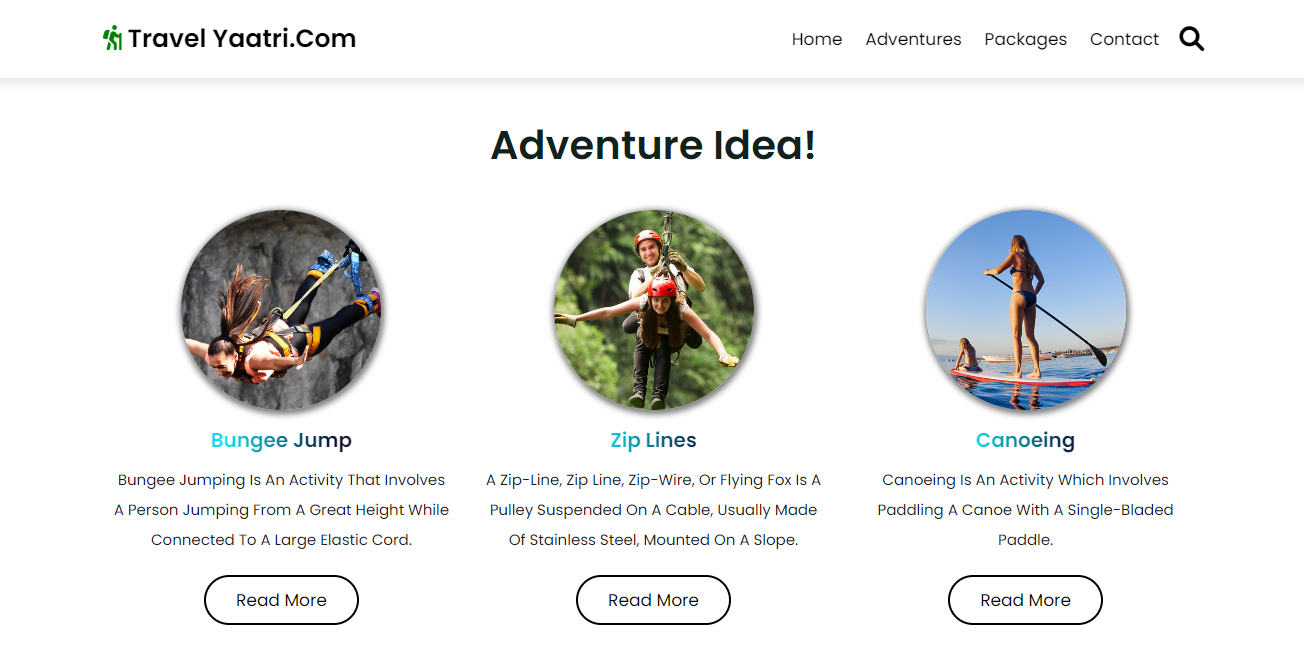 Travel Yaatri.Com
Home Adventures Packages Contact
Adventure Idea!
Bungee Jump
Bungee Jumping Is An Activity That Involves
A Person Jumping From A Great Height While
Connected To A Large Elastic Cord.
Read More
Zip Lines
A Zip-Line, Zip Line, Zip-Wire, Or Flying Fox Is A
Pulley Suspended On A Cable, Usually Made
Of Stainless Steel, Mounted On A Slope.
Read More
Canoeing
Canoeing Is An Activity Which Involves
Paddling A Canoe With A Single-Bladed
Paddle.
Read More